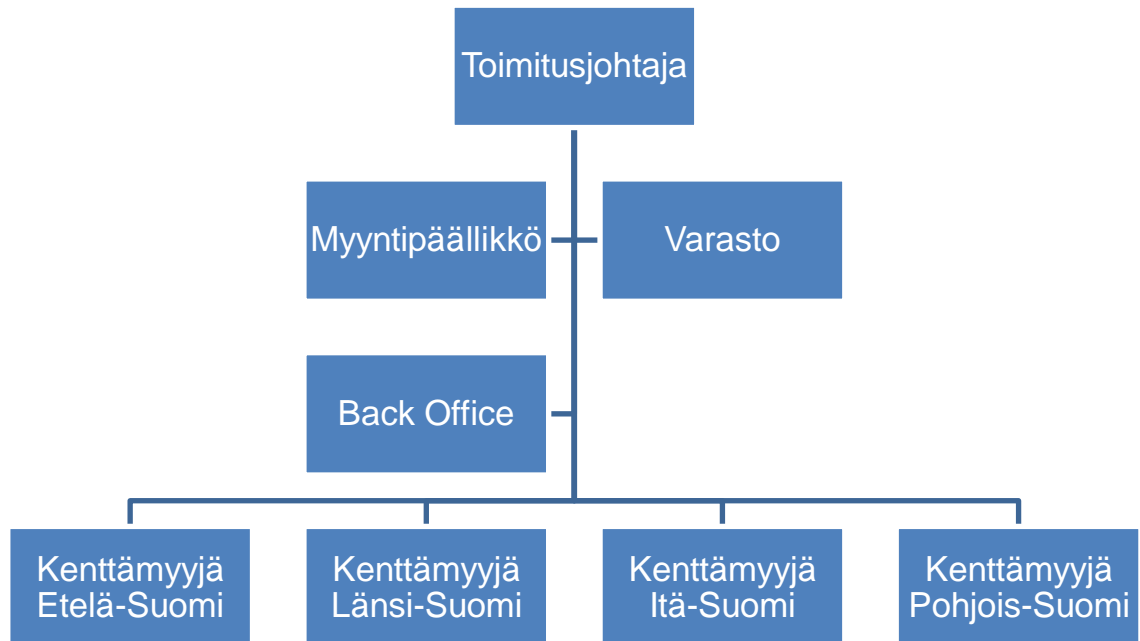 Toimitusjohtaja
Myyntipäällikkö
Varasto
Back Office
Kenttämyyjä
Etelä-Suomi
Kenttämyyjä
Länsi-Suomi
Kenttämyyjä
Itä-Suomi
Kenttämyyjä
Pohjois-Suomi